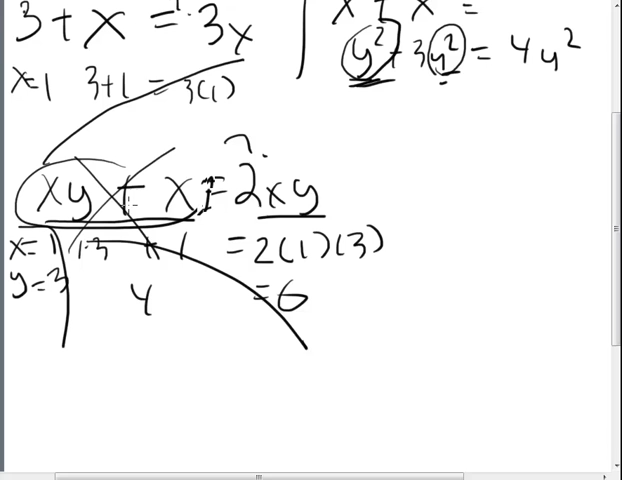 3 + x =? 3x
x=1 3+1 = 3(1)
x + x =
y² + 3y² = 4y²
?
xy + x = 2xy
x=1 1·3 + 1 = 2(1)(3)
y=3 4 = 6